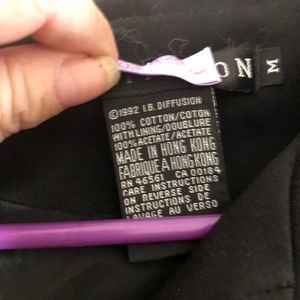 ON
M
©1992 I.B. DIFFUSION
100% COTTON/COTON
WITH LINING/DOUBLURE
100% ACETATE/ACETATE
MADE IN HONG KONG
FABRIQUE À HONG KONG
RN 46561 CA 00184
CARE INSTRUCTIONS
ON REVERSE SIDE
INSTRUCTIONS DE
LAVAGE AU VERSO